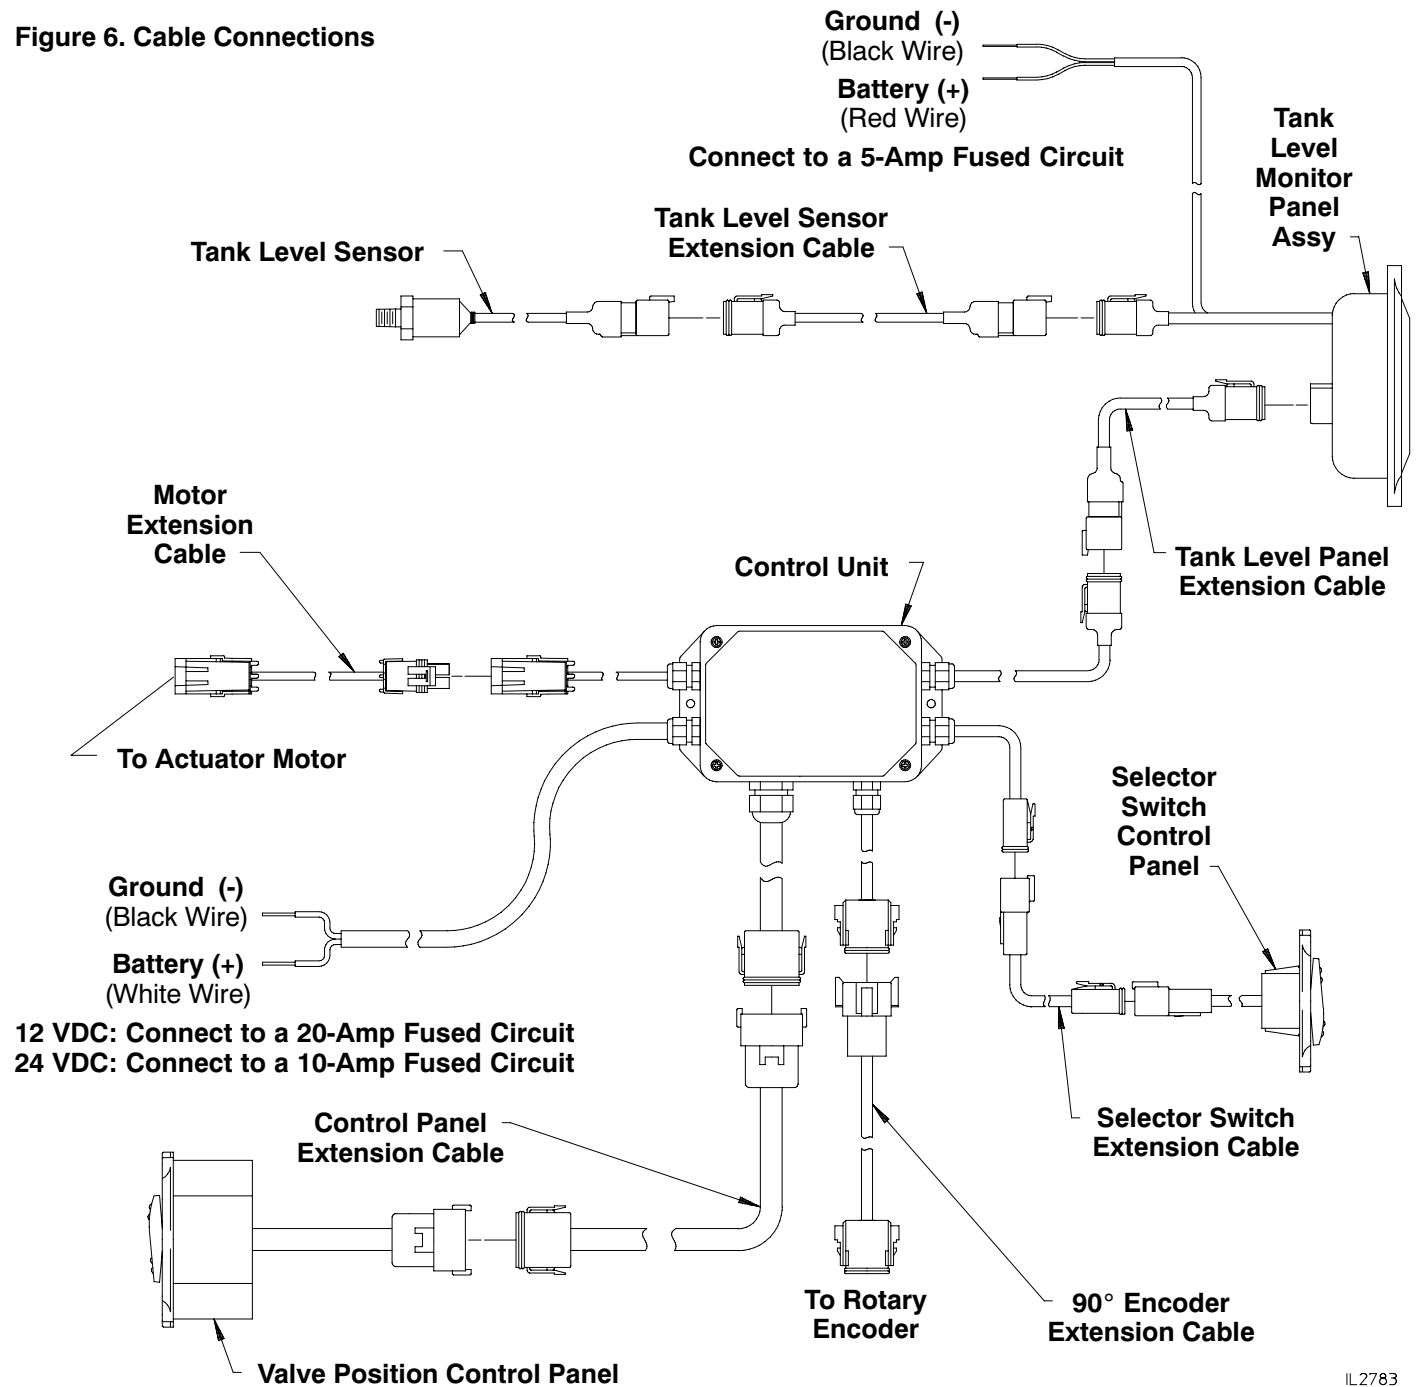 Figure 6. Cable Connections
Ground (-)
(Black Wire)
Battery (+)
(Red Wire)
Connect to a 5-Amp Fused Circuit
Tank
Level
Monitor
Panel
Assy
Tank Level Sensor
Tank Level Sensor
Extension Cable
Motor
Extension
Cable
Control Unit
Tank Level Panel
Extension Cable
To Actuator Motor
Selector
Switch
Control
Panel
Ground (-)
(Black Wire)
Battery (+)
(White Wire)
12 VDC: Connect to a 20-Amp Fused Circuit
24 VDC: Connect to a 10-Amp Fused Circuit
Control Panel
Extension Cable
Selector Switch
Extension Cable
To Rotary
Encoder
90° Encoder
Extension Cable
Valve Position Control Panel
IL2783